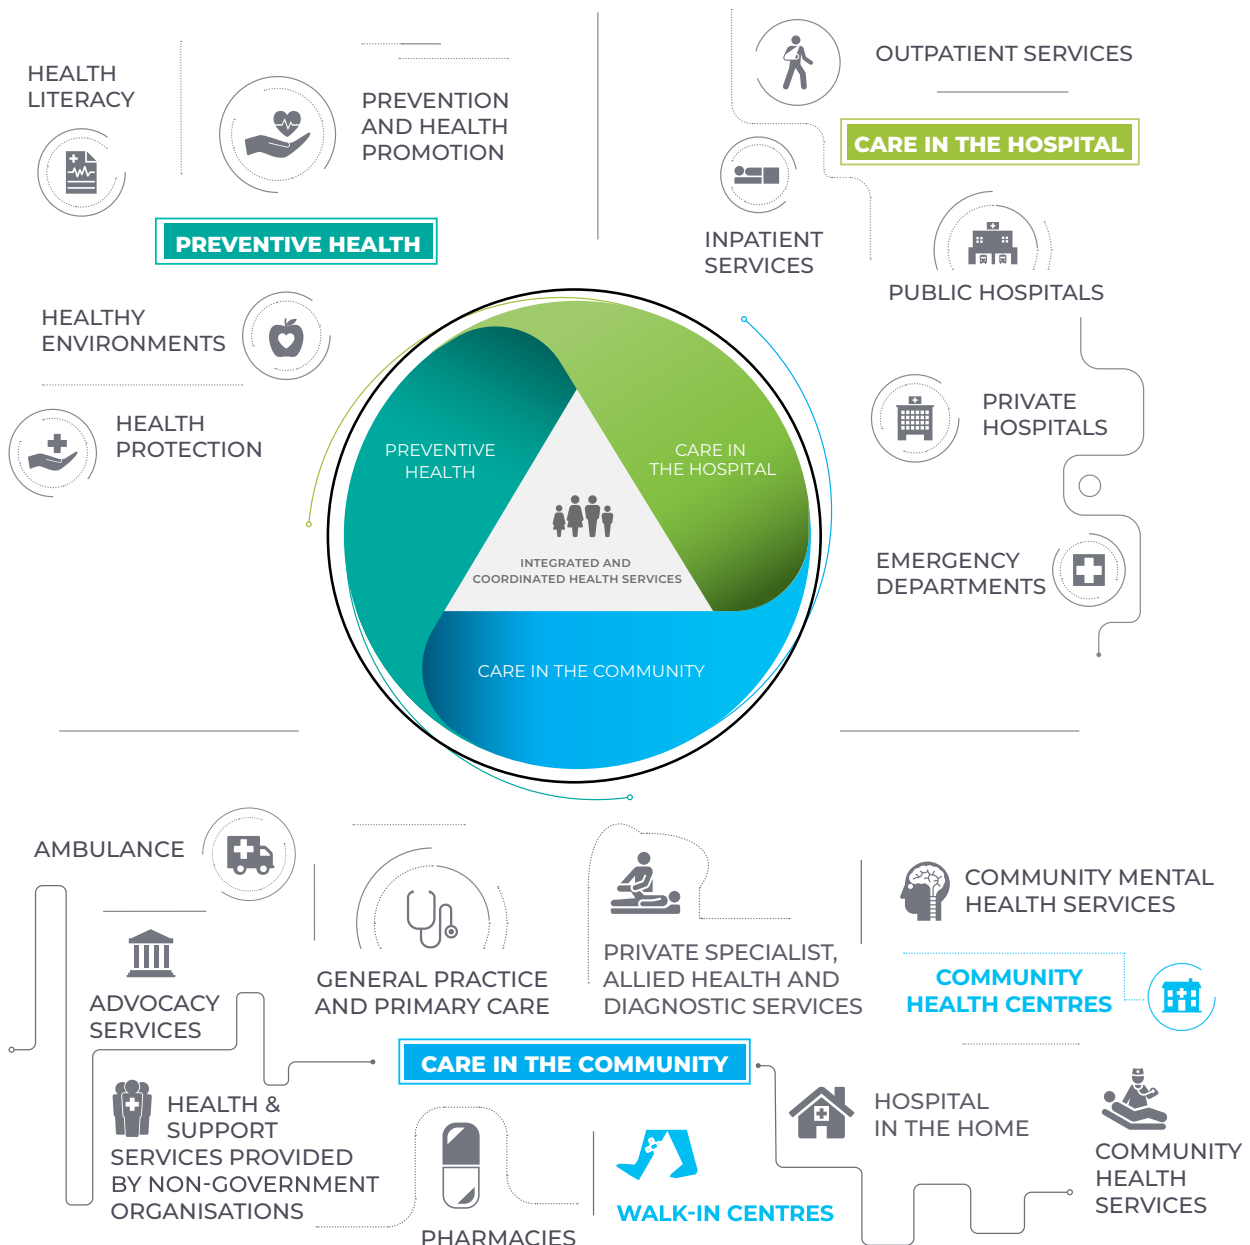 HEALTH
LITERACY
PREVENTION
AND HEALTH
PROMOTION
PREVENTIVE HEALTH
HEALTHY
ENVIRONMENTS
HEALTH
PROTECTION
OUTPATIENT SERVICES
CARE IN THE HOSPITAL
INPATIENT
SERVICES
PUBLIC HOSPITALS
PRIVATE
HOSPITALS
EMERGENCY
DEPARTMENTS
PREVENTIVE
HEALTH
CARE IN
THE HOSPITAL
INTEGRATED AND
COORDINATED HEALTH SERVICES
CARE IN THE COMMUNITY
AMBULANCE
ADVOCACY
SERVICES
GENERAL PRACTICE
AND PRIMARY CARE
PRIVATE SPECIALIST,
ALLIED HEALTH AND
DIAGNOSTIC SERVICES
COMMUNITY MENTAL
HEALTH SERVICES
COMMUNITY
HEALTH CENTRES
CARE IN THE COMMUNITY
HEALTH &
SUPPORT
SERVICES PROVIDED
BY NON-GOVERNMENT
ORGANISATIONS
PHARMACIES
WALK-IN CENTRES
HOSPITAL
IN THE HOME
COMMUNITY
HEALTH
SERVICES